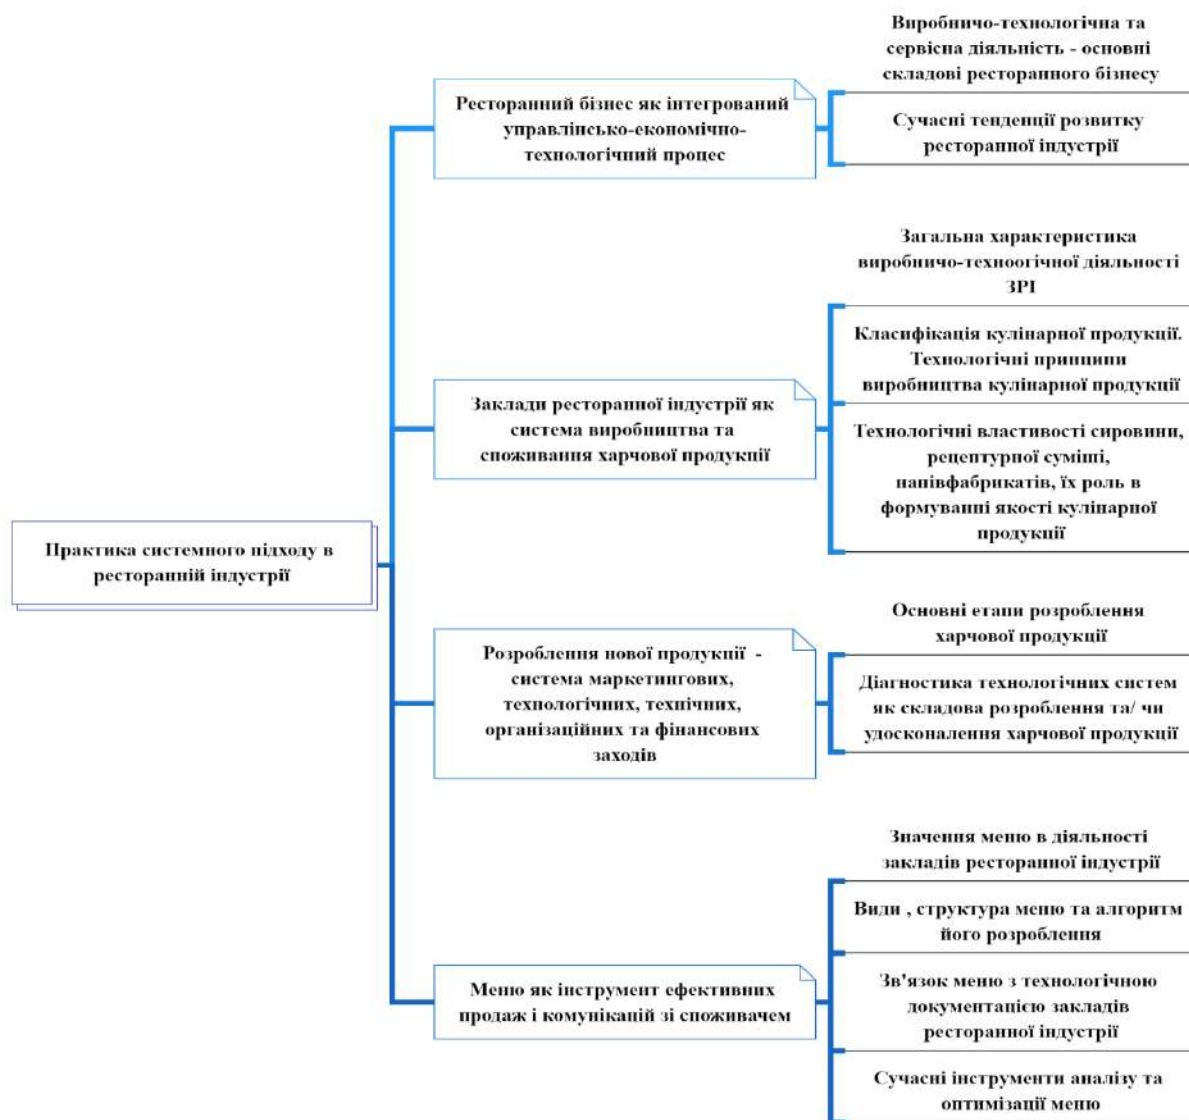 Практика системного підходу в
ресторанній індустрії
Ресторанний бізнес як інтегрований
управлінсько-економічно-
технологічний процес
Виробничо-технологічна та
сервісна діяльність - основні
складові ресторанного бізнесу
Сучасні тенденції розвитку
ресторанної індустрії
Заклади ресторанної індустрії як
система виробництва та
споживання харчової продукції
Загальна характеристика
виробничо-техноогічної діяльності
ЗРІ
Класифікація кулінарної продукції.
Технологічні принципи
виробництва кулінарної продукції
Технологічні властивості сировини,
рецептурної суміші,
напівфабрикатів, їх роль в
формуванні якості кулінарної
продукції
Розроблення нової продукції -
система маркетингових,
технологічних, технічних,
організаційних та фінансових
заходів
Основні етапи розроблення
харчової продукції
Діагностика технологічних систем
як складова розроблення та/ чи
удосконалення харчової продукції
Меню як інструмент ефективних
продаж і комунікацій зі споживачем
Значення меню в діяльності
закладів ресторанної індустрії
Види , структура меню та алгоритм
його розроблення
Зв'язок меню з технологічною
документацією закладів
ресторанної індустрії
Сучасні інструменти аналізу та
оптимізації меню